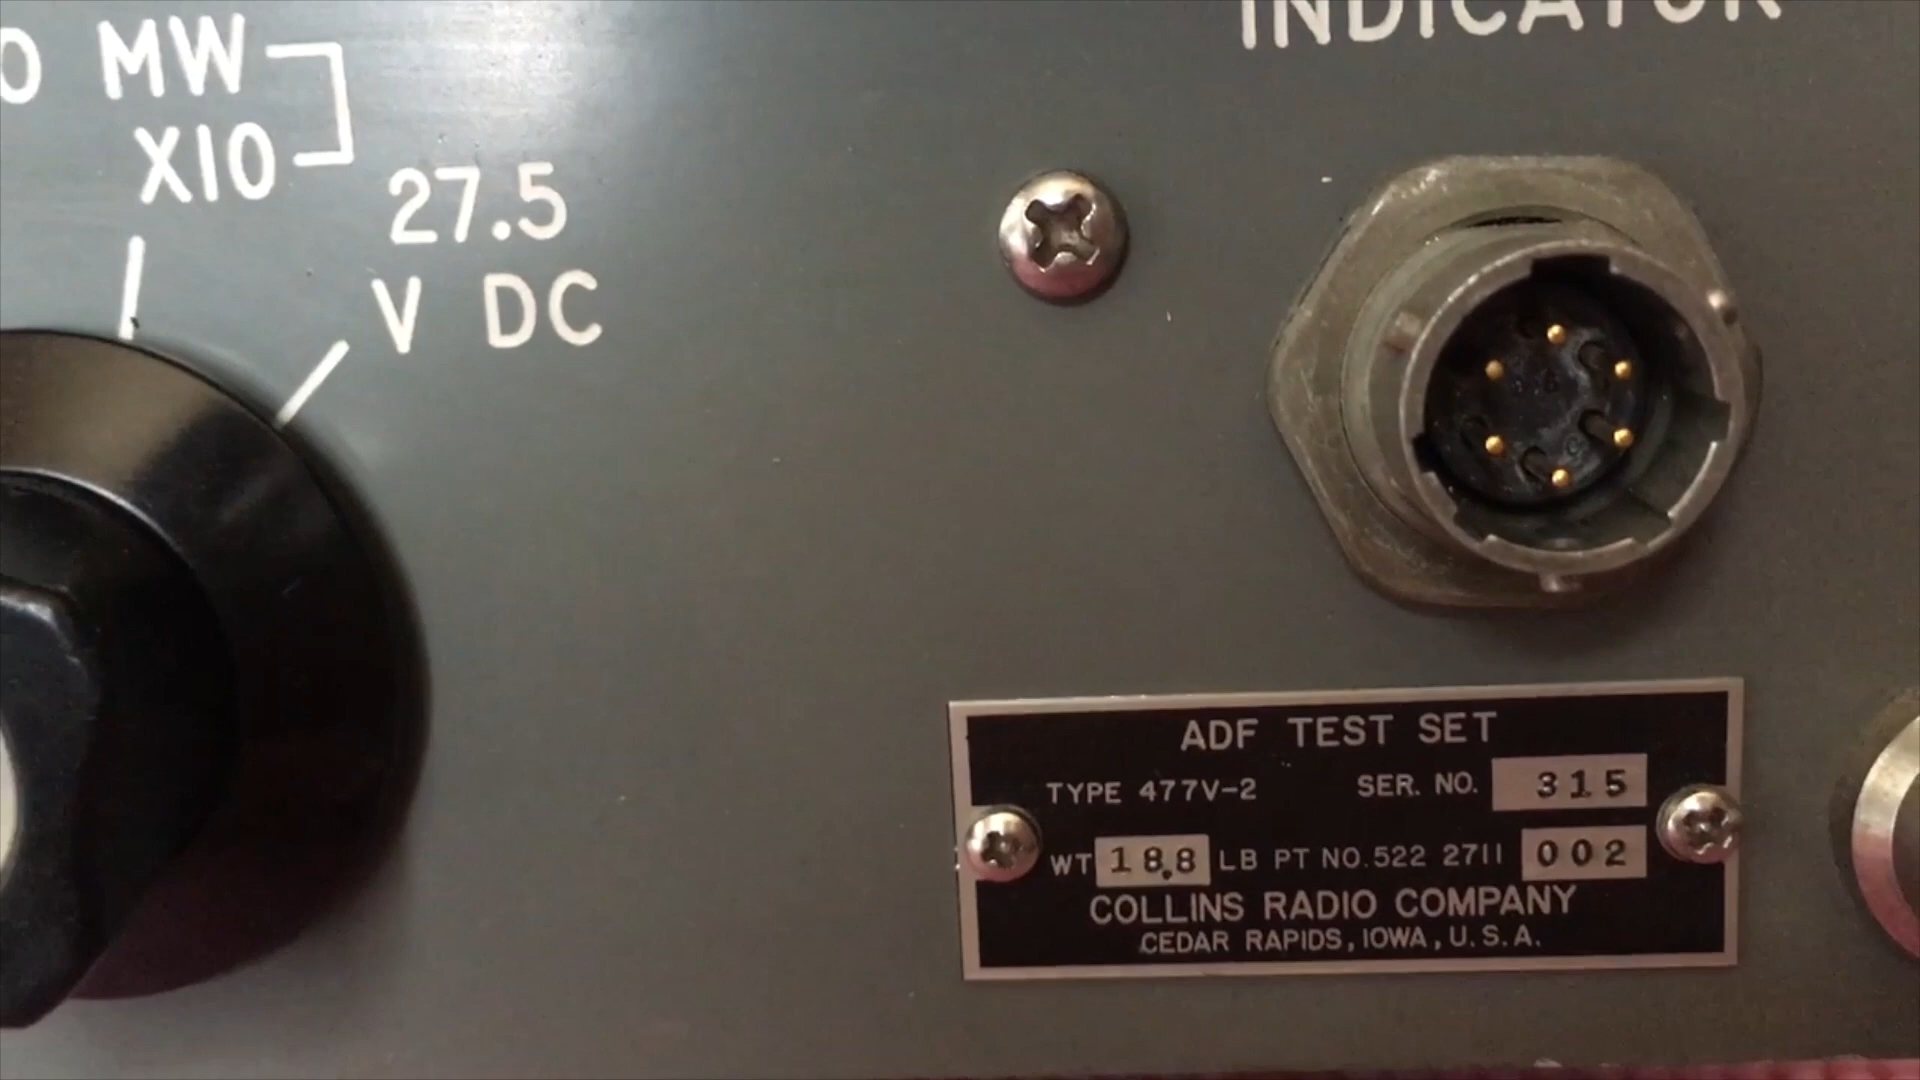 INDICATOR
MW
X10
27.5
V DC
ADF TEST SET
TYPE 477V-2 SER. NO. 315
WT 18.8 LB PT NO. 522 2711 002
COLLINS RADIO COMPANY
CEDAR RAPIDS, IOWA, U.S.A.